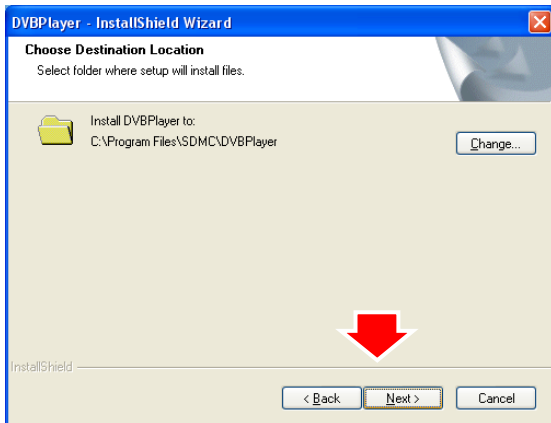 DVBPlayer - InstallShield Wizard
Choose Destination Location
Select folder where setup will install files.
Install DVBPlayer to:
C:\Program Files\SDMC\DVBPlayer
Change...
InstallShield
< Back
Next >
Cancel